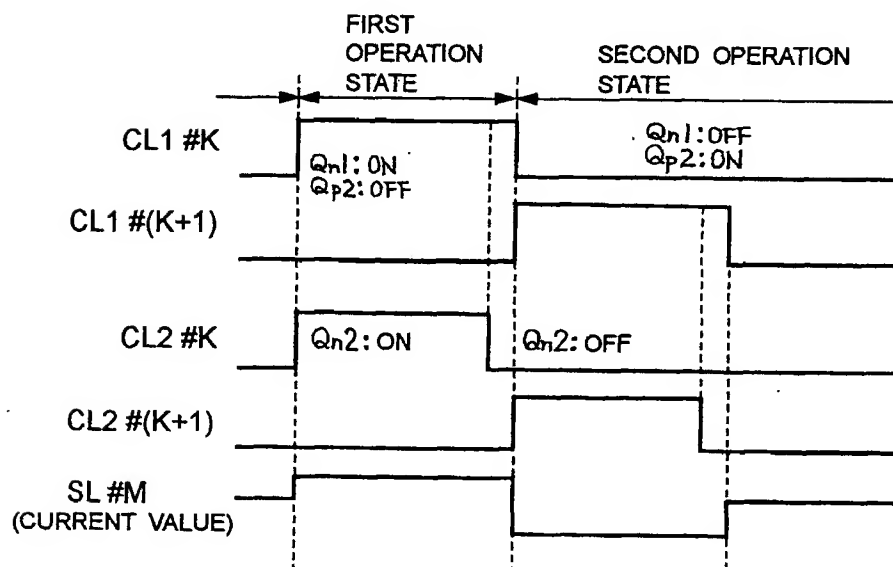 FIRST
OPERATION
STATE
SECOND OPERATION
STATE
CL1 #K
Qn1: ON
Qp2: OFF
Qn1: OFF
Qp2: ON
CL1 #(K+1)
CL2 #K
Qn2: ON
Qn2: OFF
CL2 #(K+1)
SL #M
(CURRENT VALUE)